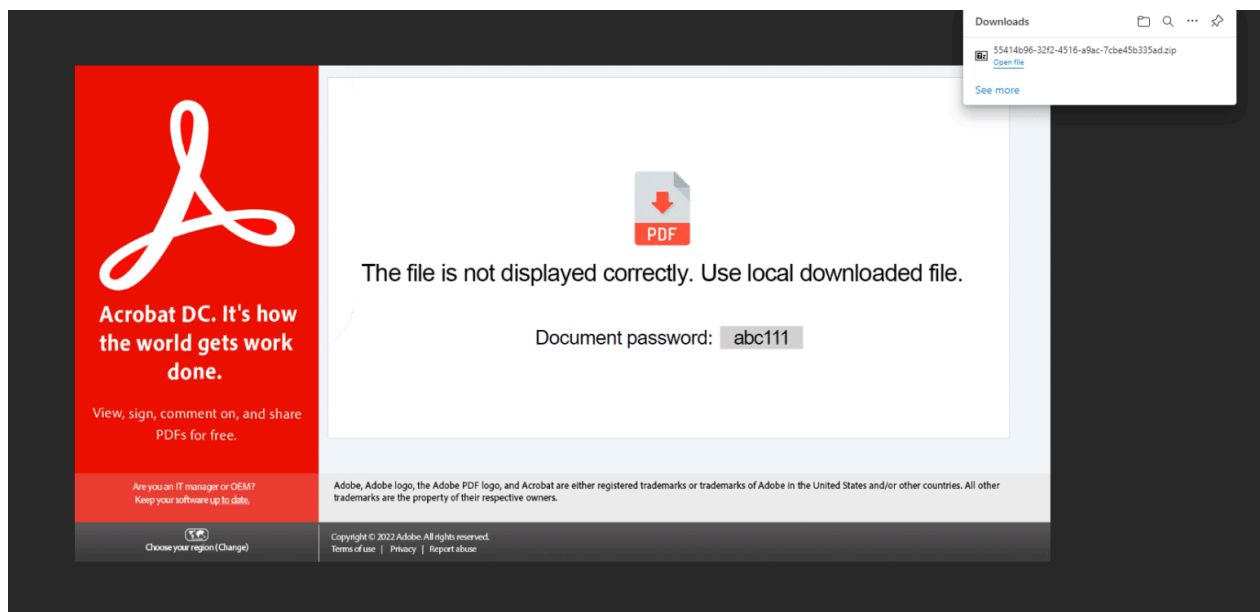 Downloads
55414b96-32f2-4516-a9ac-7cbe45b335ad.zip
Open file
See more
Acrobat DC. It's how
the world gets work
done.
View, sign, comment on, and share
PDFs for free.
Are you an IT manager or OEM?
Keep your software up to date.
Choose your region (Change)
PDF
The file is not displayed correctly. Use local downloaded file.
Document password: abc111
Adobe, Adobe logo, the Adobe PDF logo, and Acrobat are either registered trademarks or trademarks of Adobe in the United States and/or other countries. All other
trademarks are the property of their respective owners.
Copyright © 2022 Adobe. All rights reserved.
Terms of use | Privacy | Report abuse